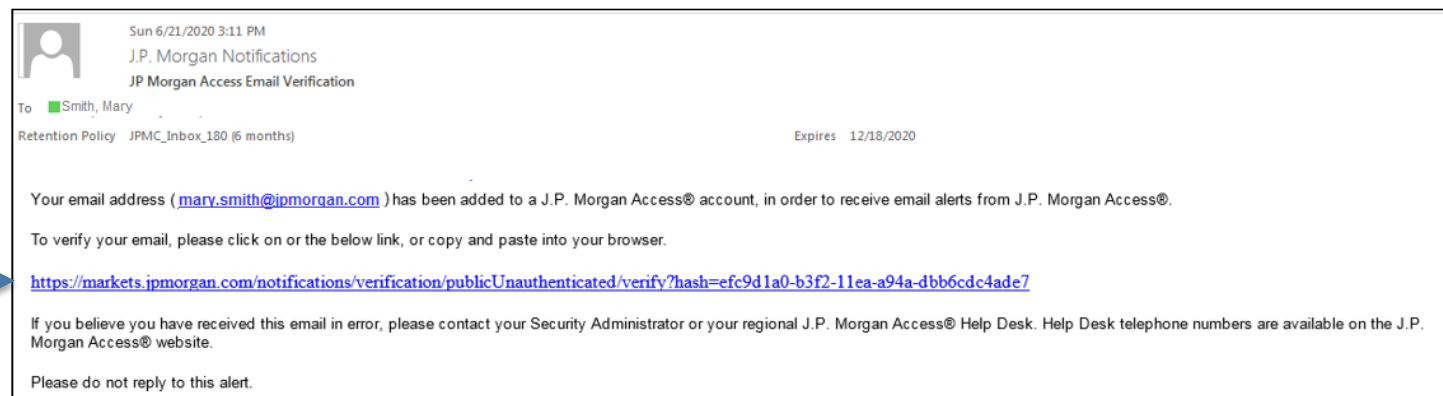 Sun 6/21/2020 3:11 PM
J.P. Morgan Notifications
JP Morgan Access Email Verification
To Smith, Mary
Retention Policy JPMC_Inbox_180 (6 months) Expires 12/18/2020
Your email address ( mary.smith@jpmorgan.com ) has been added to a J.P. Morgan Access® account, in order to receive email alerts from J.P. Morgan Access®.
To verify your email, please click on or the below link, or copy and paste into your browser.
https://markets.jpmorgan.com/notifications/verification/publicUnauthenticated/verify?hash=efc9d1a0-b3f2-11ea-a94a-dbb6cdc4ade7
If you believe you have received this email in error, please contact your Security Administrator or your regional J.P. Morgan Access® Help Desk. Help Desk telephone numbers are available on the J.P.
Morgan Access® website.
Please do not reply to this alert.